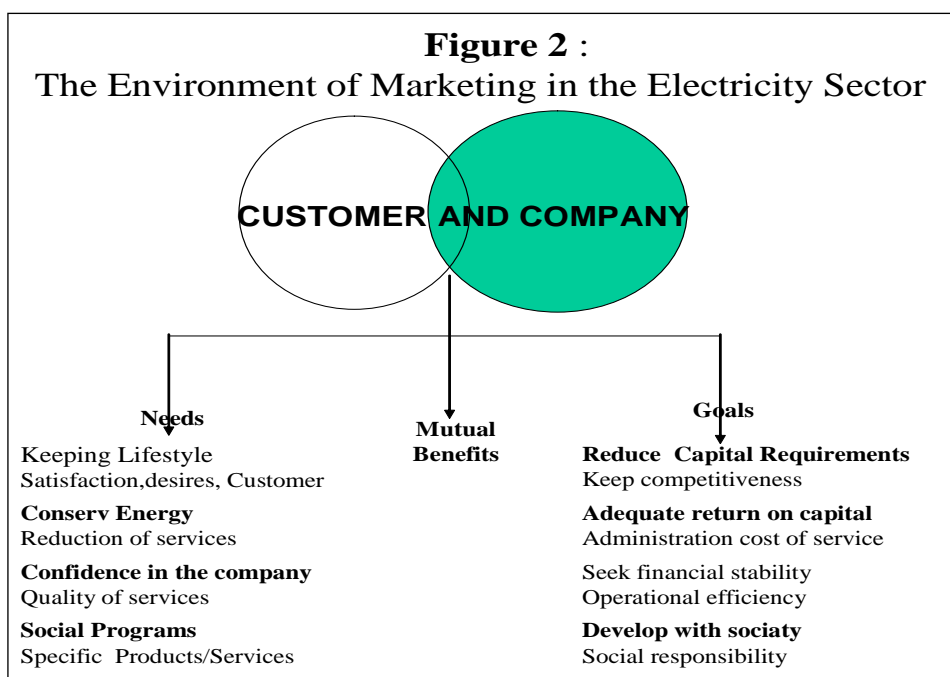 Figure 2 :
The Environment of Marketing in the Electricity Sector
CUSTOMER AND COMPANY
Needs
Keeping Lifestyle
Satisfaction,desires, Customer
Conserv Energy
Reduction of services
Confidence in the company
Quality of services
Social Programs
Specific Products/Services
Mutual
Benefits
Goals
Reduce Capital Requirements
Keep competitiveness
Adequate return on capital
Administration cost of service
Seek financial stability
Operational efficiency
Develop with sociaty
Social responsibility